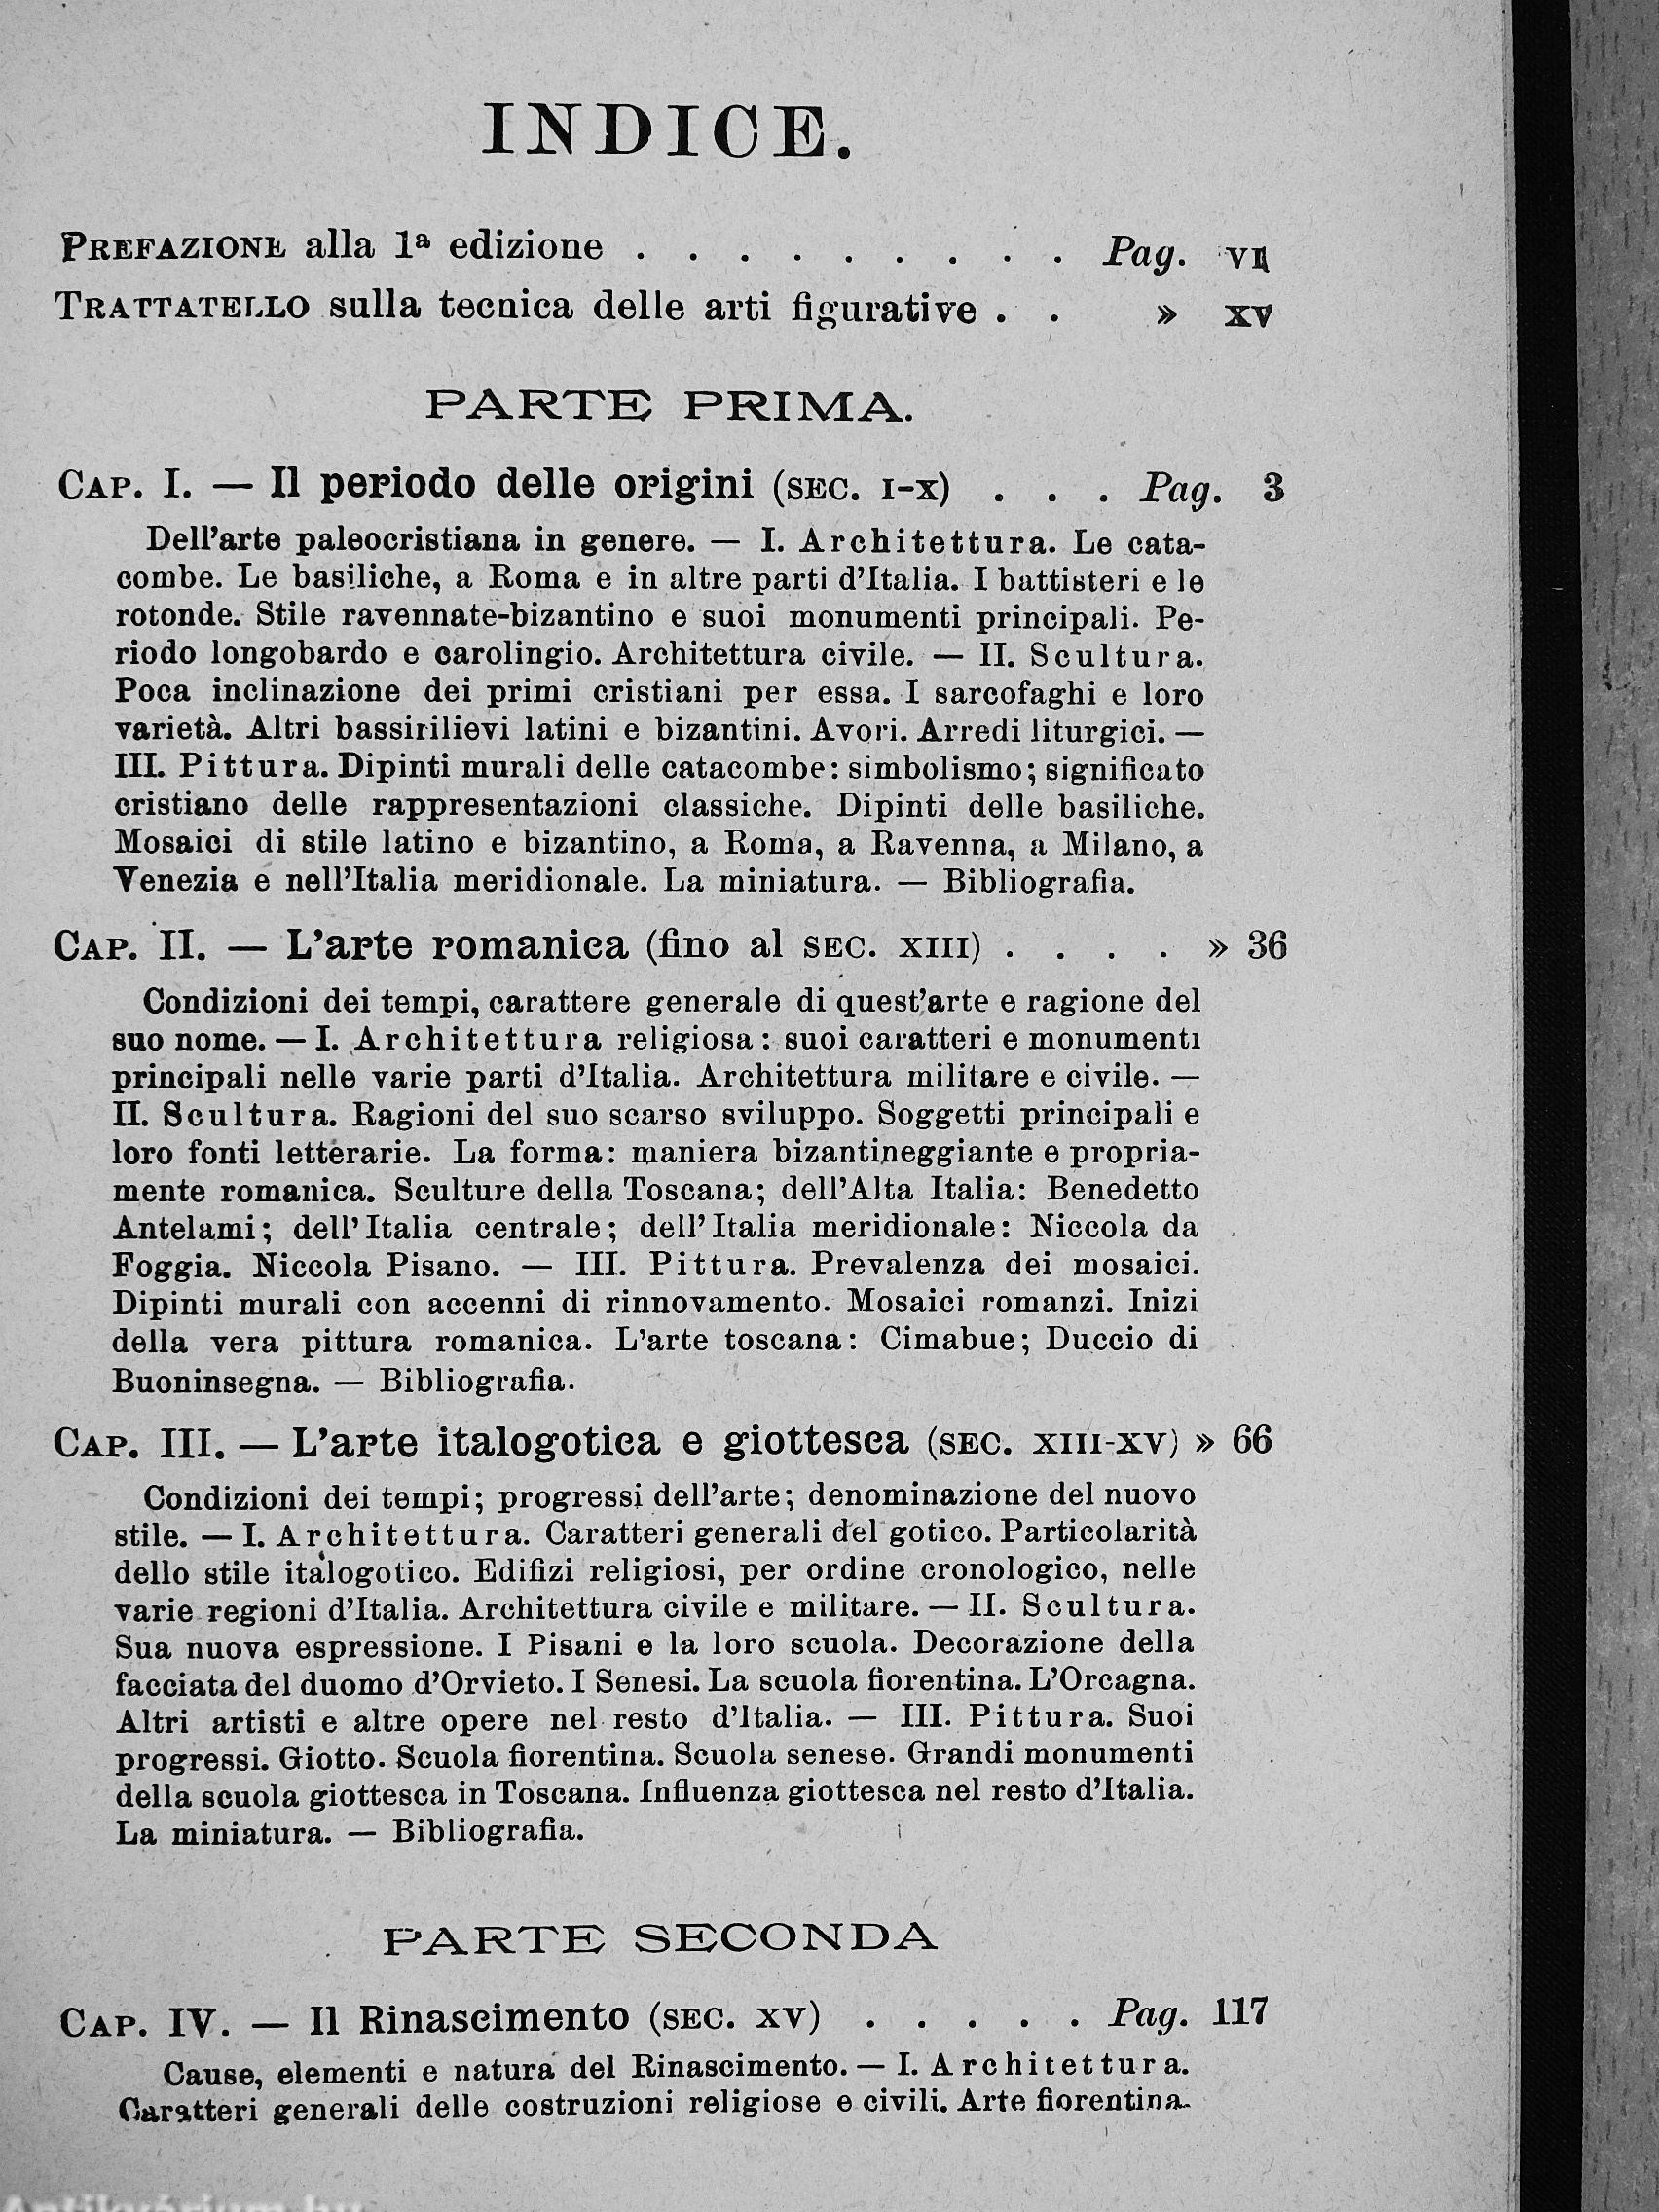 INDICE.
PREFAZIONE alla 1ª edizione . . . . . . . . . Pag.
TRATTATELLO sulla tecnica delle arti figurative . . » XV
PARTE PRIMA.
CAP. I. — Il periodo delle origini (SEC. I-X) . . . Pag. 3
Dell'arte paleocristiana in genere. — I. Architettura. Le cata-
combe. Le basiliche, a Roma e in altre parti d'Italia. I battisteri e le
rotonde. Stile ravennate-bizantino e suoi monumenti principali. Pe-
riodo longobardo e carolingio. Architettura civile. — II. Scultura.
Poca inclinazione dei primi cristiani per essa. I sarcofaghi e loro
varietà. Altri bassirilievi latini e bizantini. Avori. Arredi liturgici. —
III. Pittura. Dipinti murali delle catacombe: simbolismo; significato
cristiano delle rappresentazioni classiche. Dipinti delle basiliche.
Mosaici di stile latino e bizantino, a Roma, a Ravenna, a Milano, a
Venezia e nell'Italia meridionale. La miniatura. — Bibliografia.
CAP. II. — L'arte romanica (fino al SEC. XIII) . . . . » 36
Condizioni dei tempi, carattere generale di quest'arte e ragione del
suo nome. — I. Architettura religiosa: suoi caratteri e monumenti
principali nelle varie parti d'Italia. Architettura militare e civile. —
II. Scultura. Ragioni del suo scarso sviluppo. Soggetti principali e
loro fonti letterarie. La forma: maniera bizantineggiante e propria-
mente romanica. Sculture della Toscana; dell'Alta Italia: Benedetto
Antelami; dell'Italia centrale; dell'Italia meridionale: Niccola da
Foggia. Niccola Pisano. — III. Pittura. Prevalenza dei mosaici.
Dipinti murali con accenni di rinnovamento. Mosaici romanzi. Inizi
della vera pittura romanica. L'arte toscana: Cimabue; Duccio di
Buoninsegna. — Bibliografia.
CAP. III. — L'arte italogotica e giottesca (SEC. XIII-XV) » 66
Condizioni dei tempi; progressi dell'arte; denominazione del nuovo
stile. — I. Architettura. Caratteri generali del gotico. Particolarità
dello stile italogotico. Edifizi religiosi, per ordine cronologico, nelle
varie regioni d'Italia. Architettura civile e militare. — II. Scultura.
Sua nuova espressione. I Pisani e la loro scuola. Decorazione della
facciata del duomo d'Orvieto. I Senesi. La scuola fiorentina. L'Orcagna.
Altri artisti e altre opere nel resto d'Italia. — III. Pittura. Suoi
progressi. Giotto. Scuola fiorentina. Scuola senese. Grandi monumenti
della scuola giottesca in Toscana. Influenza giottesca nel resto d'Italia.
La miniatura. — Bibliografia.
PARTE SECONDA
CAP. IV. — Il Rinascimento (SEC. XV) . . . . . Pag. 117
Cause, elementi e natura del Rinascimento. — I. Architettura.
Caratteri generali delle costruzioni religiose e civili. Arte fiorentina.